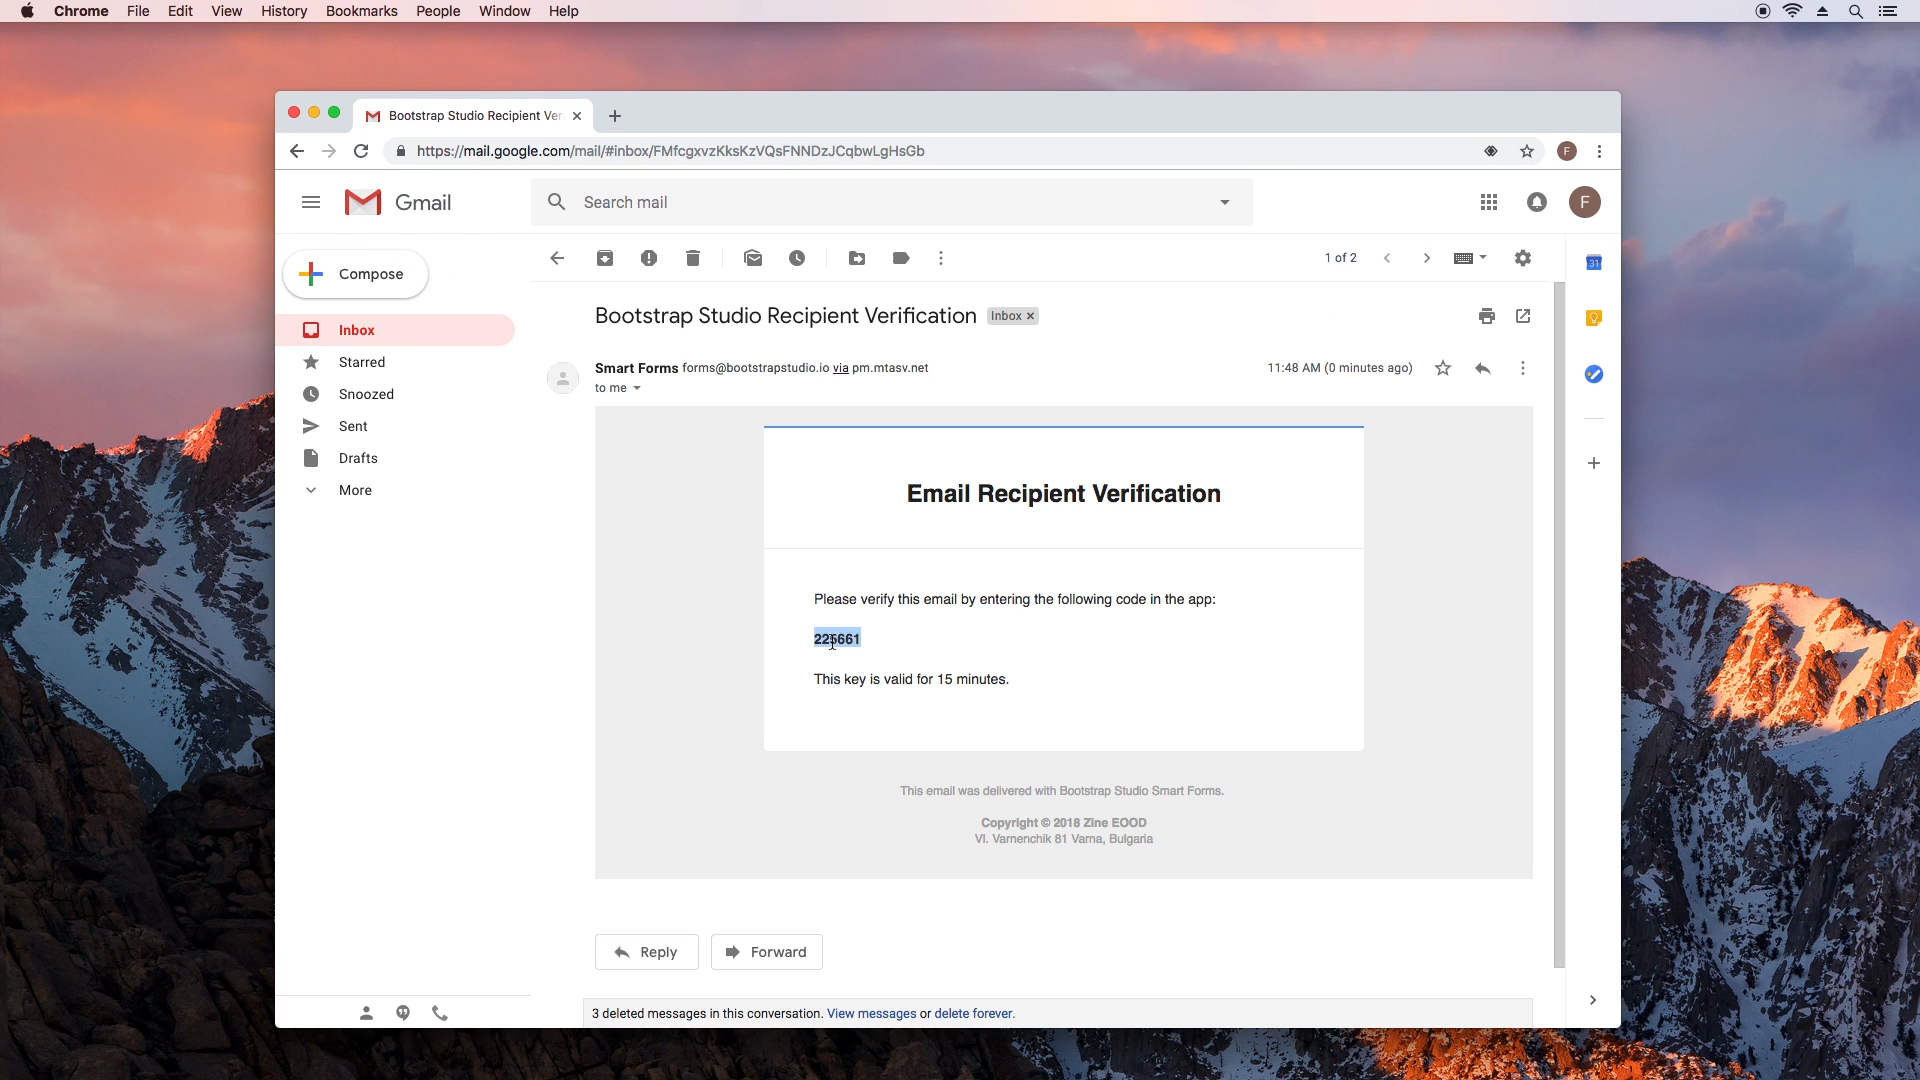 Chrome File Edit View History Bookmarks People Window Help
Bootstrap Studio Recipient Ver
https://mail.google.com/mail/#inbox/FMfcgxvzKksKzVQsFNNDzJCqbwLgHsGb
F
Gmail
Search mail
F
Compose
1 of 2
31
Inbox
Starred
Snoozed
Sent
Drafts
More
Bootstrap Studio Recipient Verification Inbox
Smart Forms forms@bootstrapstudio.io via pm.mtasv.net
11:48 AM (0 minutes ago)
to me
Email Recipient Verification
Please verify this email by entering the following code in the app:
225661
This key is valid for 15 minutes.
This email was delivered with Bootstrap Studio Smart Forms.
Copyright © 2018 Zine EOOD
Vl. Varnenchik 81 Varna, Bulgaria
Reply Forward
3 deleted messages in this conversation. View messages or delete forever.